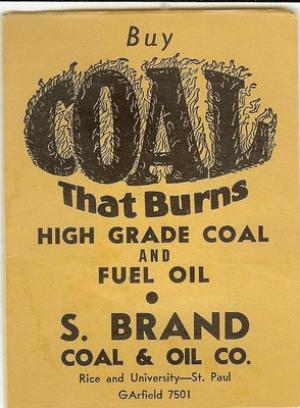 Buy
COAL
That Burns
HIGH GRADE COAL
AND
FUEL OIL
S. BRAND
COAL & OIL CO.
Rice and University—St. Paul
GArfield 7501